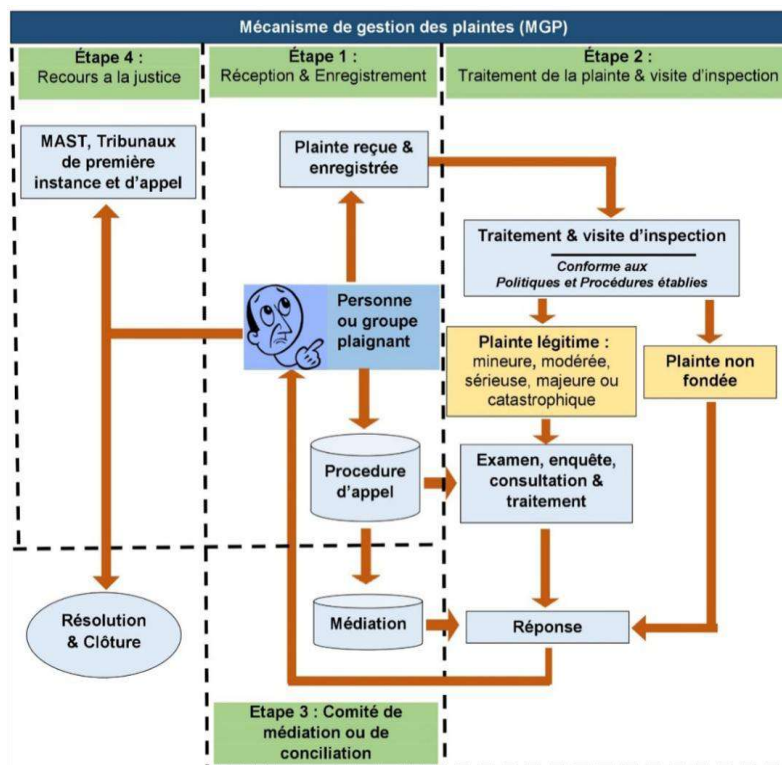 Mécanisme de gestion des plaintes (MGP)
Étape 4 :
Recours a la justice
Étape 1 :
Réception & Enregistrement
Étape 2 :
Traitement de la plainte & visite d'inspection
MAST, Tribunaux
de première
instance et d'appel
Plainte reçue &
enregistrée
Traitement & visite d'inspection
Conforme aux
Politiques et Procédures établies
Personne
ou groupe
plaignant
Plainte légitime :
mineure, modérée,
sérieuse, majeure ou
catastrophique
Plainte non
fondée
Procedure
d'appel
Examen, enquête,
consultation &
traitement
Résolution
& Clôture
Médiation
Réponse
Etape 3 : Comité de
médiation ou de
conciliation